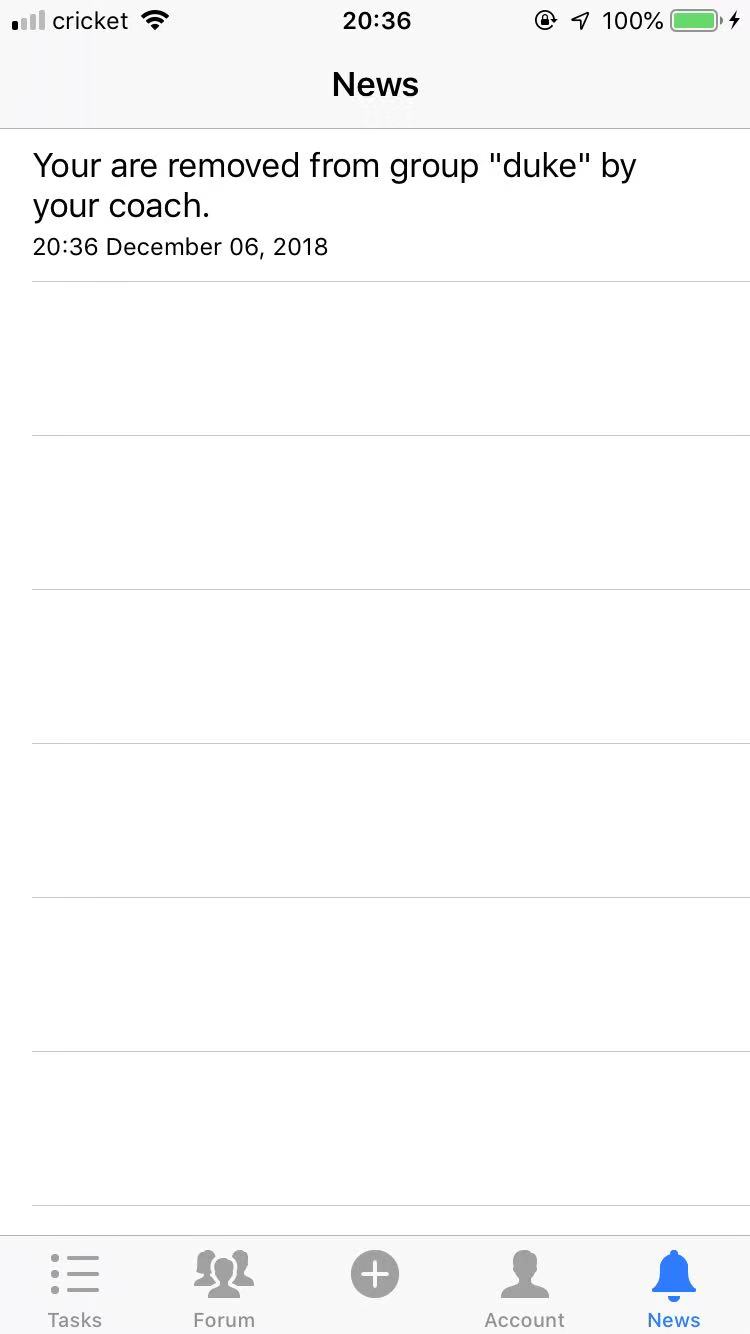 cricket 20:36 100%
News
Your are removed from group "duke" by
your coach.
20:36 December 06, 2018
Tasks Forum Account News